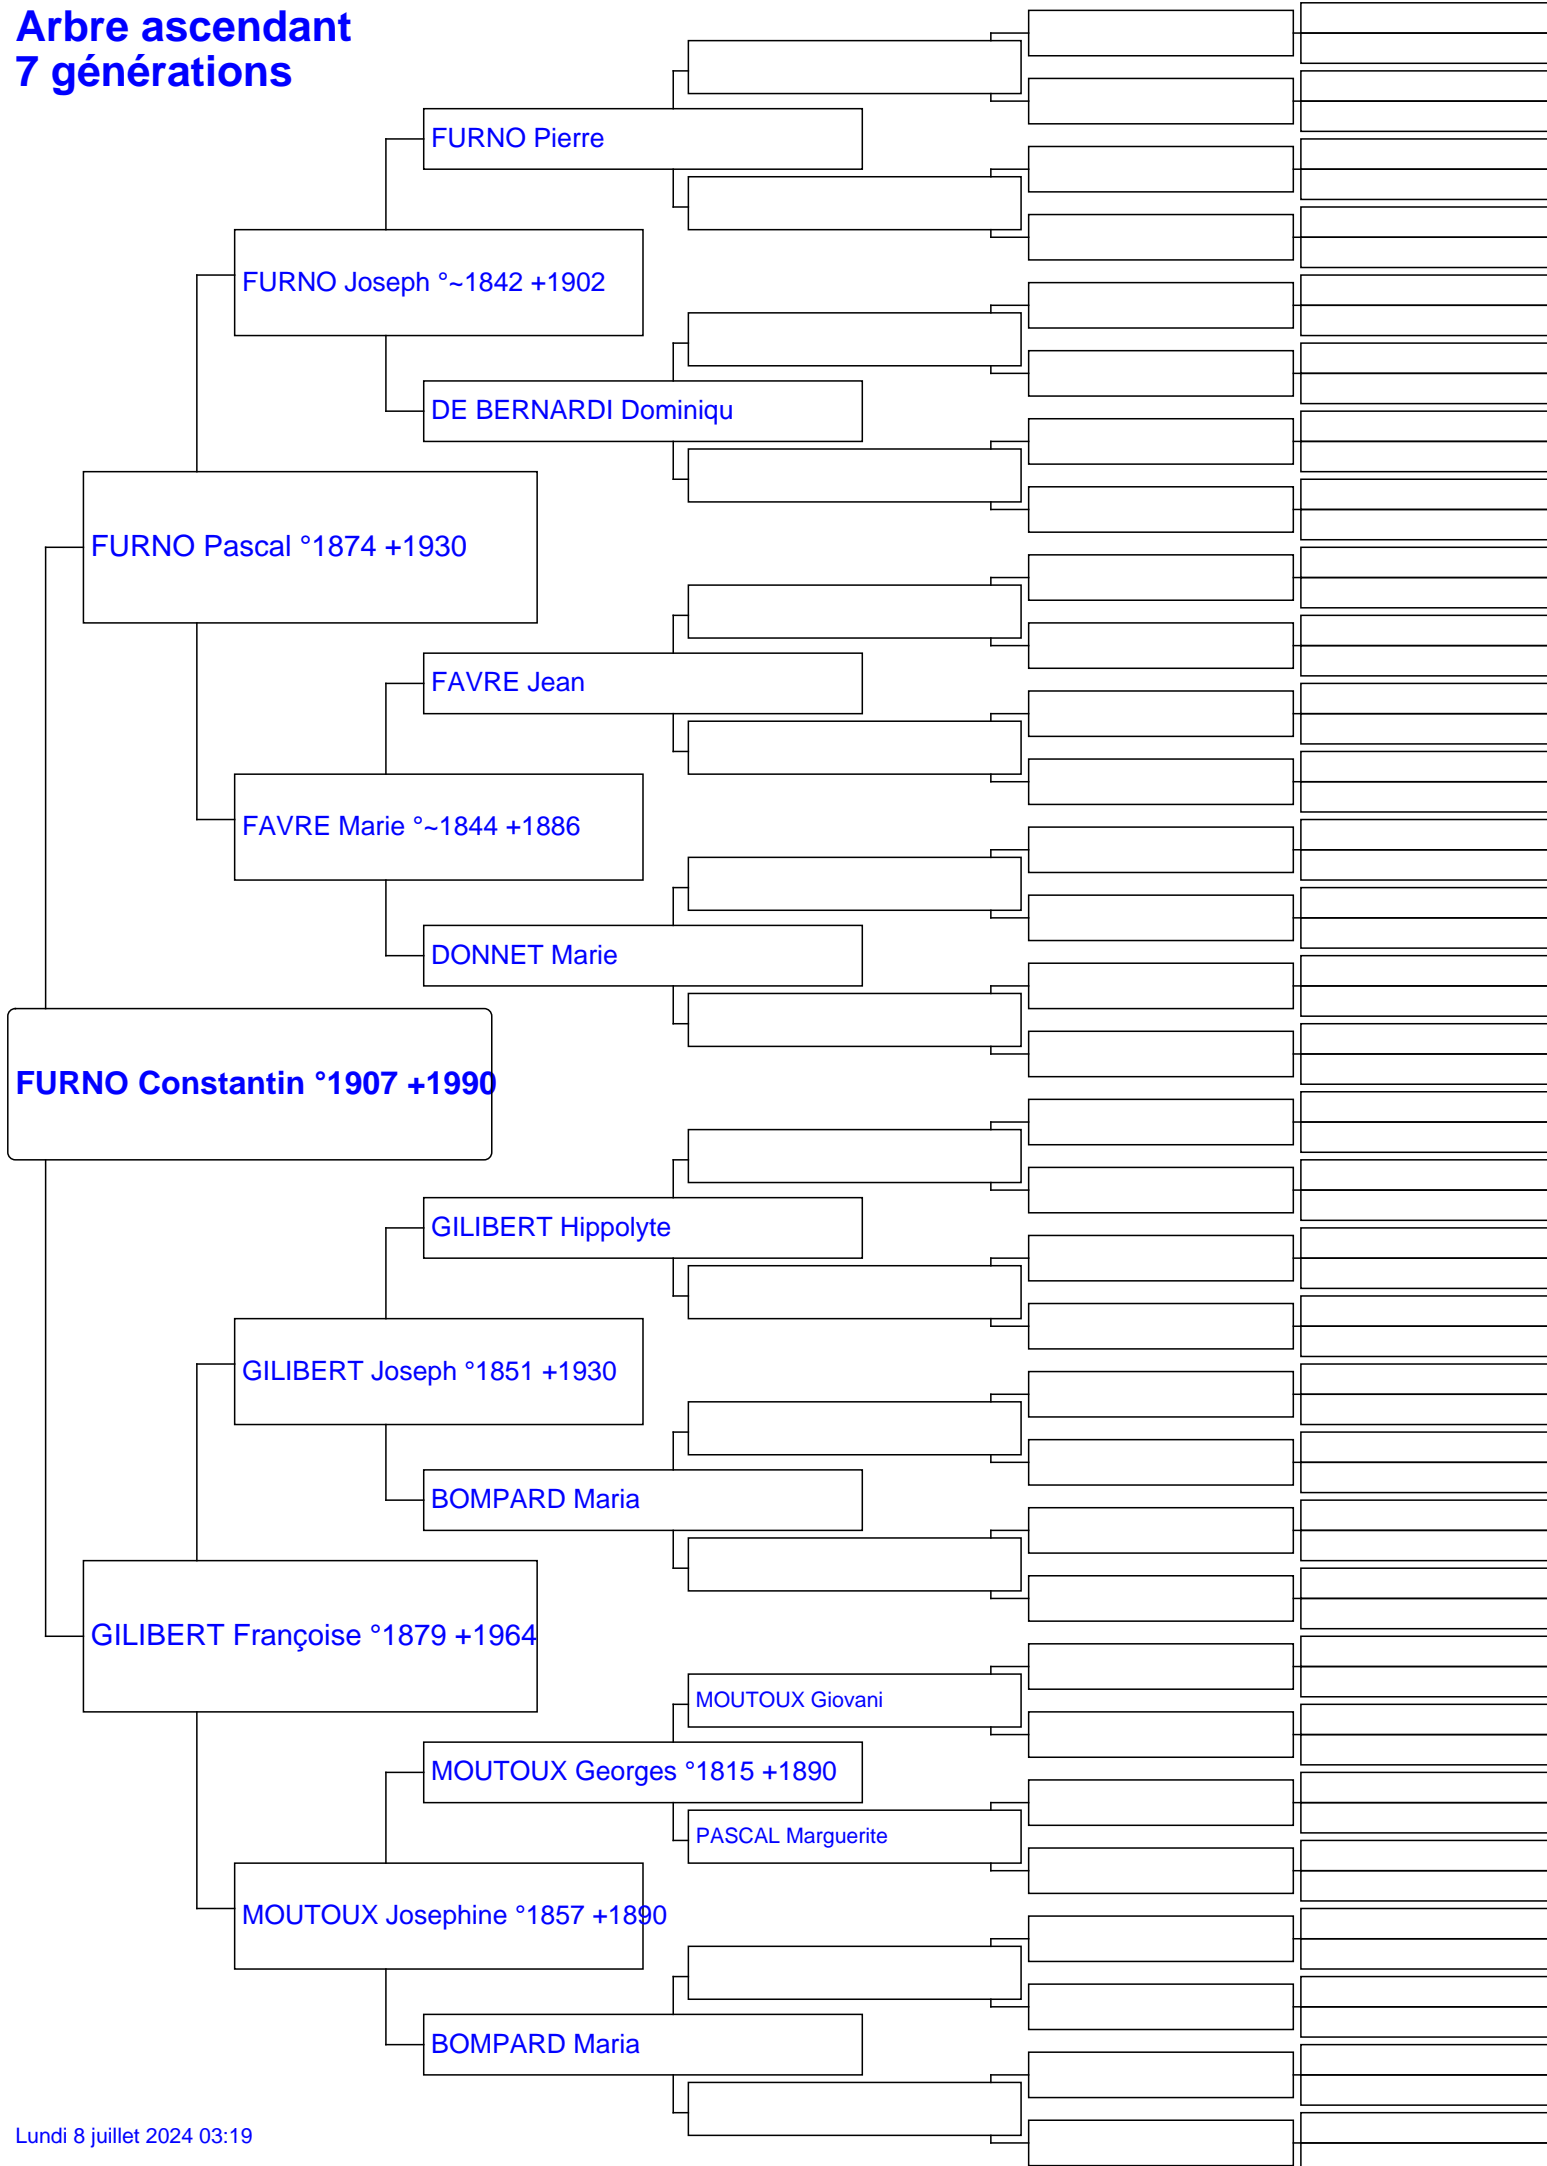 Arbre ascendant
7 générations
FURNO Pierre
FURNO Joseph °~1842 +1902
DE BERNARDI Dominiqu
FURNO Pascal °1874 +1930
FAVRE Jean
FAVRE Marie °~1844 +1886
DONNET Marie
FURNO Constantin °1907 +1990
GILIBERT Hippolyte
GILIBERT Joseph °1851 +1930
BOMPARD Maria
GILIBERT Françoise °1879 +1964
MOUTOUX Giovani
MOUTOUX Georges °1815 +1890
PASCAL Marguerite
MOUTOUX Josephine °1857 +1890
BOMPARD Maria
Lundi 8 juillet 2024 03:19